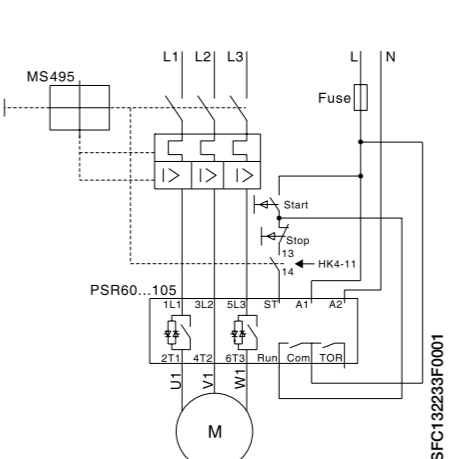 L1 L2 L3 L N
MS495
Fuse
Start
Stop
13
14 HK4-11
PSR60...105
1L1 3L2 5L3 ST A1 A2
2T1 4T2 6T3 Run Com TOR
U1 V1 W1
M
SFC132233F0001